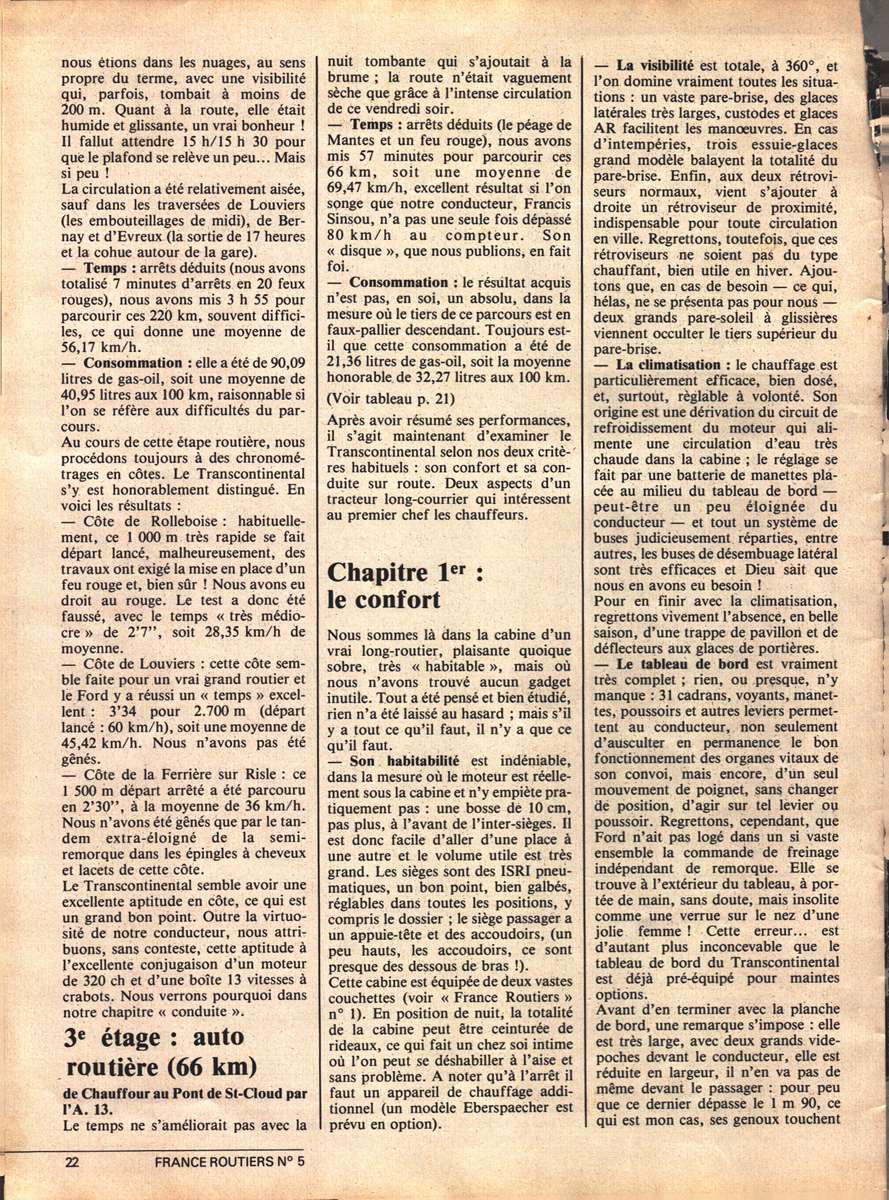 nous étions dans les nuages, au sens
propre du terme, avec une visibilité
qui, parfois, tombait à moins de
200 m. Quant à la route, elle était
humide et glissante, un vrai bonheur !
Il fallut attendre 15 h/15 h 30 pour
que le plafond se relève un peu... Mais
si peu !
La circulation a été relativement aisée,
sauf dans les traversées de Louviers
(les embouteillages de midi), de Ber-
nay et d'Evreux (la sortie de 17 heures
et la cohue autour de la gare).
— Temps : arrêts déduits (nous avons
totalisé 7 minutes d'arrêts en 20 feux
rouges), nous avons mis 3 h 55 pour
parcourir ces 220 km, souvent diffici-
les, ce qui donne une moyenne de
56,17 km/h.
— Consommation : elle a été de 90,09
litres de gas-oil, soit une moyenne de
40,95 litres aux 100 km, raisonnable si
l'on se réfère aux difficultés du par-
cours.
Au cours de cette étape routière, nous
procédons toujours à des chronomé-
trages en côtes. Le Transcontinental
s'y est honorablement distingué. En
voici les résultats :
— Côte de Rolleboise : habituelle-
ment, ce 1 000 m très rapide se fait
départ lancé, malheureusement, des
travaux ont exigé la mise en place d'un
feu rouge et, bien sûr ! Nous avons eu
droit au rouge. Le test a donc été
faussé, avec le temps « très médio-
cre » de 2'7'', soit 28,35 km/h de
moyenne.
— Côte de Louviers : cette côte sem-
ble faite pour un vrai grand routier et
le Ford y a réussi un « temps » excel-
lent : 3'34 pour 2.700 m (départ
lancé : 60 km/h), soit une moyenne de
45,42 km/h. Nous n'avons pas été
gênés.
— Côte de la Ferrière sur Risle : ce
1 500 m départ arrêté a été parcouru
en 2'30'', à la moyenne de 36 km/h.
Nous n'avons été gênés que par le tan-
dem extra-éloigné de la semi-
remorque dans les épingles à cheveux
et lacets de cette côte.
Le Transcontinental semble avoir une
excellente aptitude en côte, ce qui est
un grand bon point. Outre la virtuo-
sité de notre conducteur, nous attri-
buons, sans conteste, cette aptitude à
l'excellente conjugaison d'un moteur
de 320 ch et d'une boîte 13 vitesses à
crabots. Nous verrons pourquoi dans
notre chapitre « conduite ».
3e étage : auto
routière (66 km)
de Chauffour au Pont de St-Cloud par
l'A. 13.
Le temps ne s'améliorait pas avec la
nuit tombante qui s'ajoutait à la
brume ; la route n'était vaguement
sèche que grâce à l'intense circulation
de ce vendredi soir.
— Temps : arrêts déduits (le péage de
Mantes et un feu rouge), nous avons
mis 57 minutes pour parcourir ces
66 km, soit une moyenne de
69,47 km/h, excellent résultat si l'on
songe que notre conducteur, Francis
Sinsou, n'a pas une seule fois dépassé
80 km/h au compteur. Son
« disque », que nous publions, en fait
foi.
— Consommation : le résultat acquis
n'est pas, en soi, un absolu, dans la
mesure où le tiers de ce parcours est en
faux-pallier descendant. Toujours est-
il que cette consommation a été de
21,36 litres de gas-oil, soit la moyenne
honorable de 32,27 litres aux 100 km.
(Voir tableau p. 21)
Après avoir résumé ses performances,
il s'agit maintenant d'examiner le
Transcontinental selon nos deux critè-
res habituels : son confort et sa con-
duite sur route. Deux aspects d'un
tracteur long-courrier qui intéressent
au premier chef les chauffeurs.
Chapitre 1er :
le confort
Nous sommes là dans la cabine d'un
vrai long-routier, plaisante quoique
sobre, très « habitable », mais où
nous n'avons trouvé aucun gadget
inutile. Tout a été pensé et bien étudié,
rien n'a été laissé au hasard ; mais s'il
y a tout ce qu'il faut, il n'y a que ce
qu'il faut.
— Son habitabilité est indéniable,
dans la mesure où le moteur est réelle-
ment sous la cabine et n'y empiète pra-
tiquement pas : une bosse de 10 cm,
pas plus, à l'avant de l'inter-sièges. Il
est donc facile d'aller d'une place à
une autre et le volume utile est très
grand. Les sièges sont des ISRI pneu-
matiques, un bon point, bien galbés,
réglables dans toutes les positions, y
compris le dossier ; le siège passager a
un appuie-tête et des accoudoirs, (un
peu hauts, les accoudoirs, ce sont
presque des dessous de bras !).
Cette cabine est équipée de deux vastes
couchettes (voir « France Routiers »
n° 1). En position de nuit, la totalité
de la cabine peut être ceinturée de
rideaux, ce qui fait un chez soi intime
où l'on peut se déshabiller à l'aise et
sans problème. A noter qu'à l'arrêt il
faut un appareil de chauffage addi-
tionnel (un modèle Eberspaecher est
prévu en option).
— La visibilité est totale, à 360°, et
l'on domine vraiment toutes les situa-
tions : un vaste pare-brise, des glaces
latérales très larges, custodes et glaces
AR facilitent les manœuvres. En cas
d'intempéries, trois essuie-glaces
grand modèle balayent la totalité du
pare-brise. Enfin, aux deux rétrovi-
seurs normaux, vient s'ajouter à
droite un rétroviseur de proximité,
indispensable pour toute circulation
en ville. Regrettons, toutefois, que ces
rétroviseurs ne soient pas du type
chauffant, bien utile en hiver. Ajou-
tons que, en cas de besoin — ce qui,
hélas, ne se présenta pas pour nous —
deux grands pare-soleil à glissières
viennent occulter le tiers supérieur du
pare-brise.
— La climatisation : le chauffage est
particulièrement efficace, bien dosé,
et, surtout, règlable à volonté. Son
origine est une dérivation du circuit de
refroidissement du moteur qui ali-
mente une circulation d'eau très
chaude dans la cabine ; le réglage se
fait par une batterie de manettes pla-
cée au milieu du tableau de bord —
peut-être un peu éloignée du
conducteur — et tout un système de
buses judicieusement réparties, entre
autres, les buses de désembuage latéral
sont très efficaces et Dieu sait que
nous en avons eu besoin !
Pour en finir avec la climatisation,
regrettons vivement l'absence, en belle
saison, d'une trappe de pavillon et de
déflecteurs aux glaces de portières.
— Le tableau de bord est vraiment
très complet ; rien, ou presque, n'y
manque : 31 cadrans, voyants, manet-
tes, poussoirs et autres leviers permet-
tent au conducteur, non seulement
d'ausculter en permanence le bon
fonctionnement des organes vitaux de
son convoi, mais encore, d'un seul
mouvement de poignet, sans changer
de position, d'agir sur tel levier ou
poussoir. Regrettons, cependant, que
Ford n'ait pas logé dans un si vaste
ensemble la commande de freinage
indépendant de remorque. Elle se
trouve à l'extérieur du tableau, à por-
tée de main, sans doute, mais insolite
comme une verrue sur le nez d'une
jolie femme ! Cette erreur... est
d'autant plus inconcevable que le
tableau de bord du Transcontinental
est déjà pré-équipé pour maintes
options.
Avant d'en terminer avec la planche
de bord, une remarque s'impose : elle
est très large, avec deux grands vide-
poches devant le conducteur, elle est
réduite en largeur, il n'en va pas de
même devant le passager : pour peu
que ce dernier dépasse le 1 m 90, ce
qui est mon cas, ses genoux touchent
22 FRANCE ROUTIERS N° 5